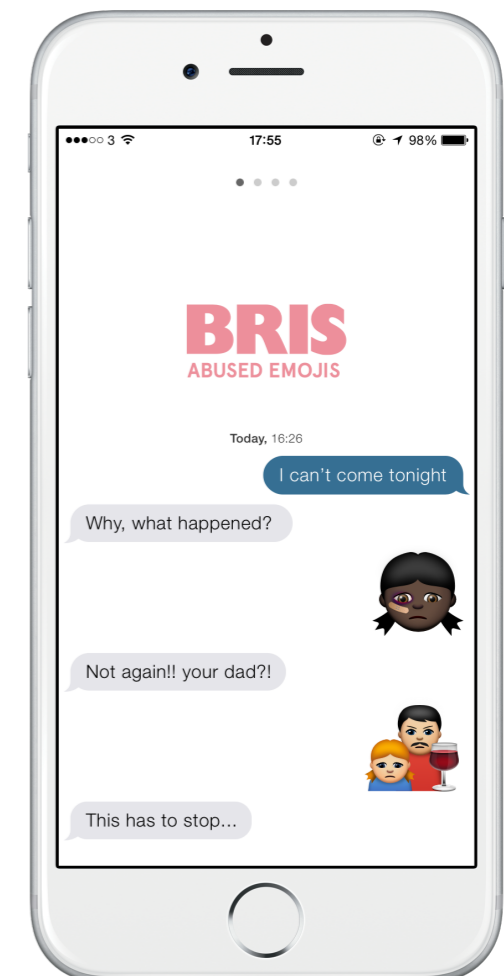 3 17:55 98%
BRIS
ABUSED EMOJIS
Today, 16:26
I can’t come tonight
Why, what happened?
Not again!! your dad?!
This has to stop...